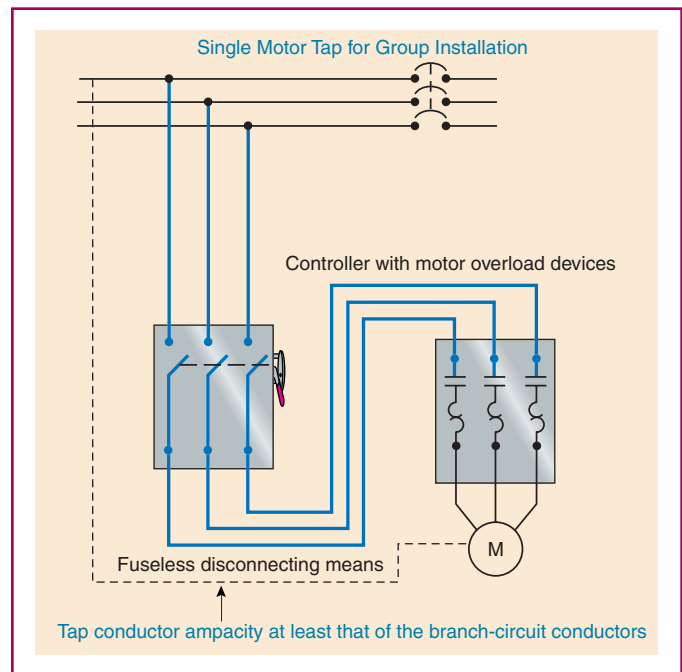 Single Motor Tap for Group Installation
Controller with motor overload devices
M
Fuseless disconnecting means
Tap conductor ampacity at least that of the branch-circuit conductors